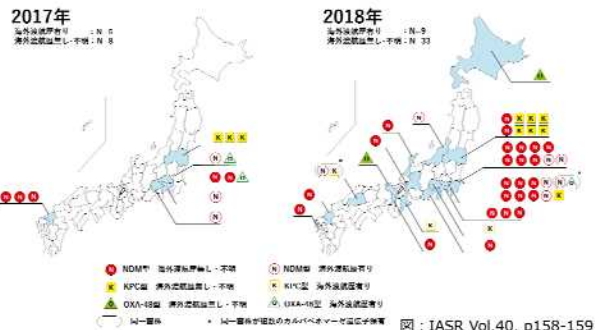 2017年
海外渡航歴有り ：N=6
海外渡航歴無し・不明：N=8
2018年
海外渡航歴有り ：N=9
海外渡航歴無し・不明：N=33
K K K
N
N N
N
N N N
N
N
N
N
N K
N
N
N K K K
N K K K
N N N N
N N N N N
N N N N N
N N N N K
N N N
K
K
N
N
N NDM型 海外渡航歴無し・不明
N NDM型 海外渡航歴有り
K KPC型 海外渡航歴無し・不明
K KPC型 海外渡航歴有り
OXA-48型 海外渡航歴無し・不明
OXA-48型 海外渡航歴有り
同一菌株
* 同一菌株が複数のカルバペネマーゼ遺伝子保有
図：IASR Vol.40, p158-159